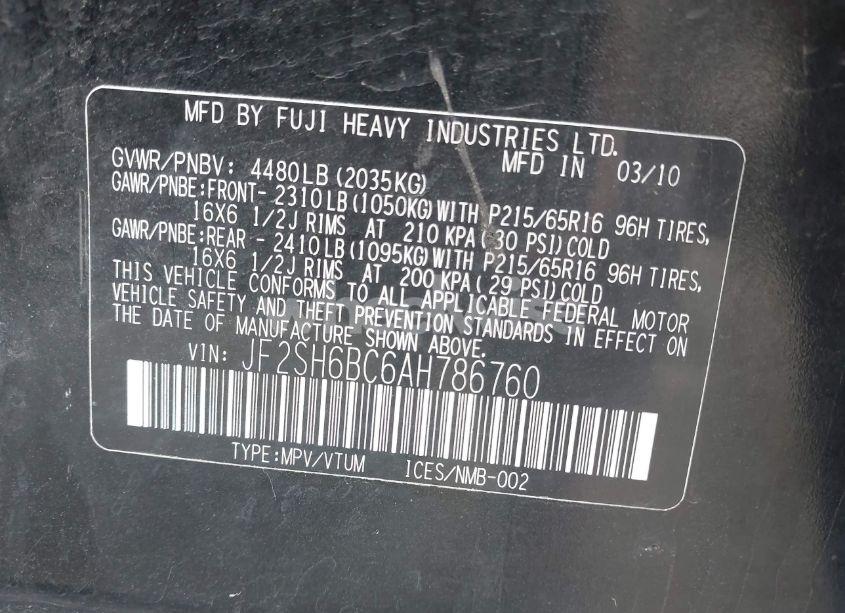 MFD BY FUJI HEAVY INDUSTRIES LTD.
MFD IN 03/10
GVWR/PNBV: 4480LB(2035KG)
GAWR/PNBE:FRONT- 2310LB(1050KG)WITH P215/65R16 96H TIRES,
16X6 1/2J RIMS AT 210 KPA(30 PSI)COLD
GAWR/PNBE:REAR - 2410LB(1095KG)WITH P215/65R16 96H TIRES,
16X6 1/2J RIMS AT 200 KPA(29 PSI)COLD
THIS VEHICLE CONFORMS TO ALL APPLICABLE FEDERAL MOTOR
VEHICLE SAFETY AND THEFT PREVENTION STANDARDS IN EFFECT ON
THE DATE OF MANUFACTURE SHOWN ABOVE.
VIN: JF2SH6BC6AH786760
TYPE:MPV/VTUM ICES/NMB-002